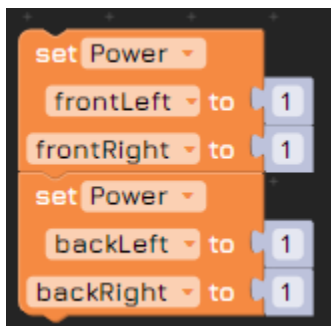 set Power
frontLeft to 1
frontRight to 1
set Power
backLeft to 1
backRight to 1